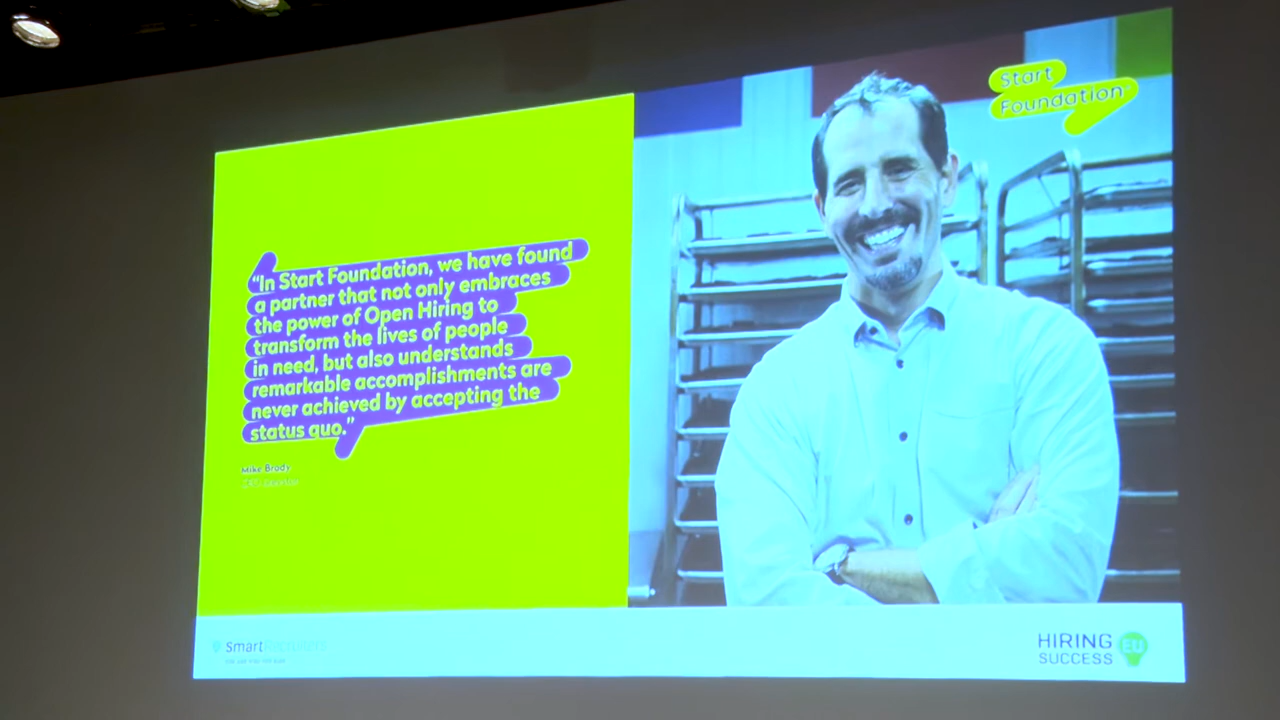 “In Start Foundation, we have found
a partner that not only embraces
the power of Open Hiring to
transform the lives of people
in need, but also understands
remarkable accomplishments are
never achieved by accepting the
status quo.”
Mike Brody
Start
Foundation
SmartRecruiters
HIRING
SUCCESS
EU